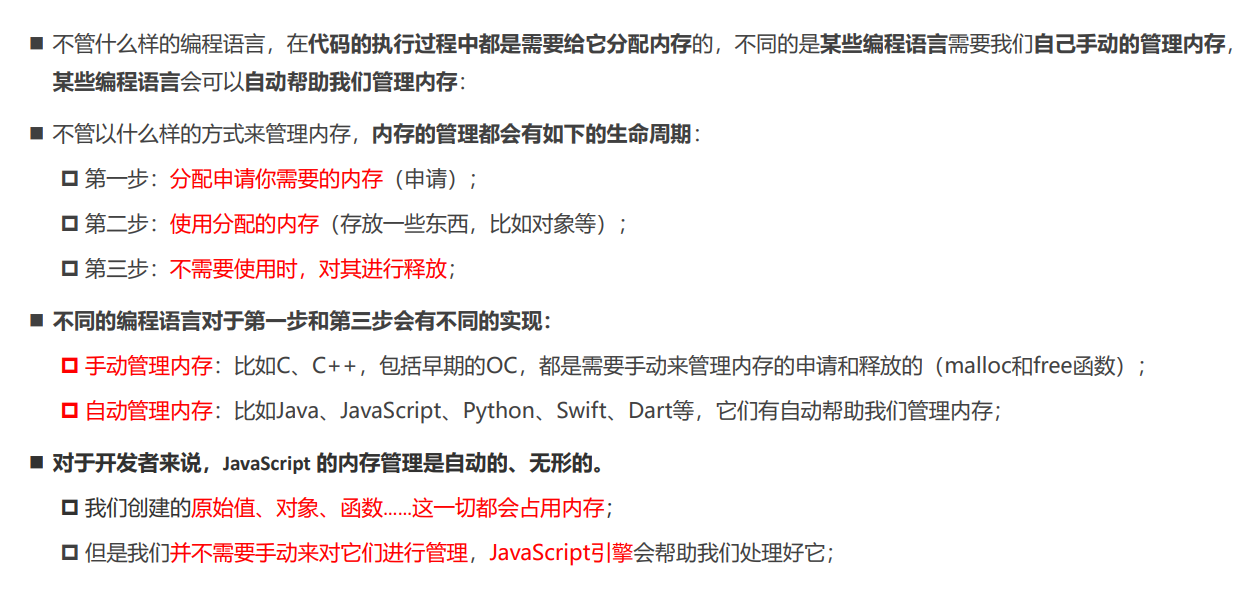 ■ 不管什么样的编程语言，在代码的执行过程中都是需要给它分配内存的，不同的是某些编程语言需要我们自己手动的管理内存，
某些编程语言会可以自动帮助我们管理内存：
■ 不管以什么样的方式来管理内存，内存的管理都会有如下的生命周期：
第一步：分配申请你需要的内存（申请）；
第二步：使用分配的内存（存放一些东西，比如对象等）；
第三步：不需要使用时，对其进行释放；
■ 不同的编程语言对于第一步和第三步会有不同的实现：
手动管理内存：比如C、C++，包括早期的OC，都是需要手动来管理内存的申请和释放的（malloc和free函数）；
自动管理内存：比如Java、JavaScript、Python、Swift、Dart等，它们有自动帮助我们管理内存；
■ 对于开发者来说，JavaScript 的内存管理是自动的、无形的。
我们创建的原始值、对象、函数……这一切都会占用内存；
但是我们并不需要手动来对它们进行管理，JavaScript引擎会帮助我们处理好它；